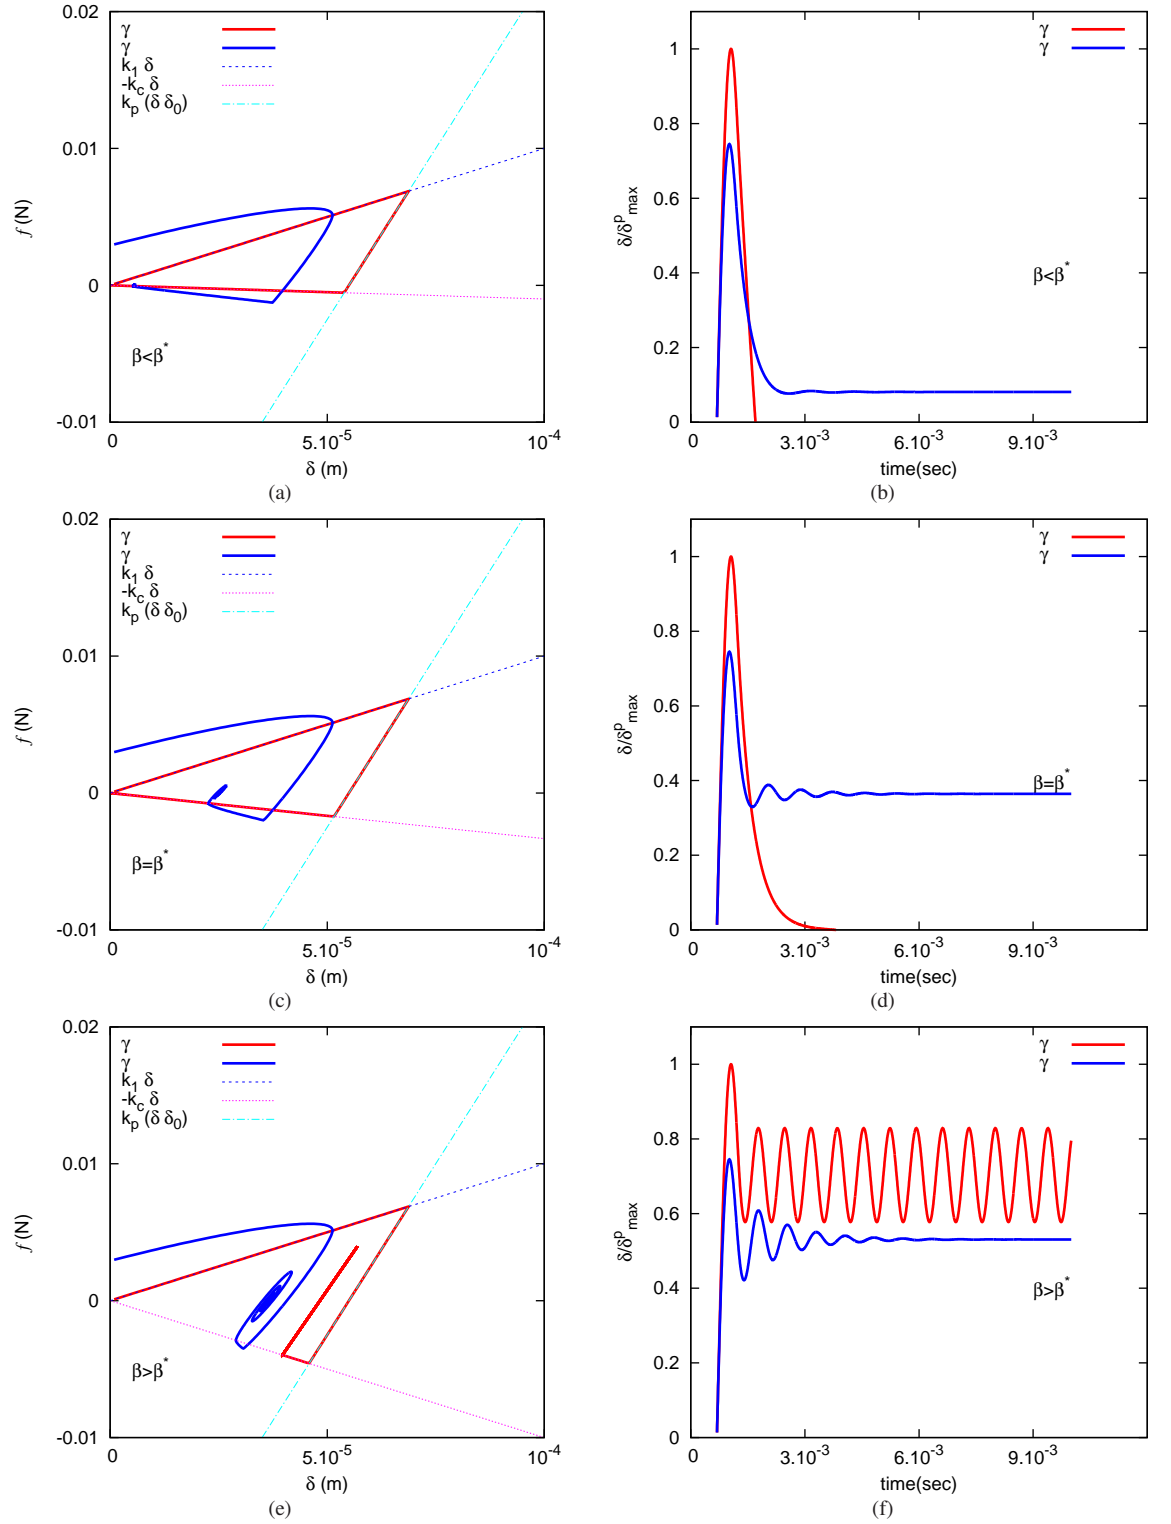 0.02
0.01
0
-0.01
f (N)
γ
γ
k1 δ
-kc δ
kp (δ δ0)
β<β*
0
5.10-5
10-4
δ (m)
(a)
1
0.8
0.6
0.4
0.2
0
δ/δpmax
γ
γ
β<β*
0
3.10-3
6.10-3
9.10-3
time(sec)
(b)
0.02
0.01
0
-0.01
f (N)
γ
γ
k1 δ
-kc δ
kp (δ δ0)
β=β*
0
5.10-5
10-4
δ (m)
(c)
1
0.8
0.6
0.4
0.2
0
δ/δpmax
γ
γ
β=β*
0
3.10-3
6.10-3
9.10-3
time(sec)
(d)
0.02
0.01
0
-0.01
f (N)
γ
γ
k1 δ
-kc δ
kp (δ δ0)
β>β*
0
5.10-5
10-4
δ (m)
(e)
1
0.8
0.6
0.4
0.2
0
δ/δpmax
γ
γ
β>β*
0
3.10-3
6.10-3
9.10-3
time(sec)
(f)